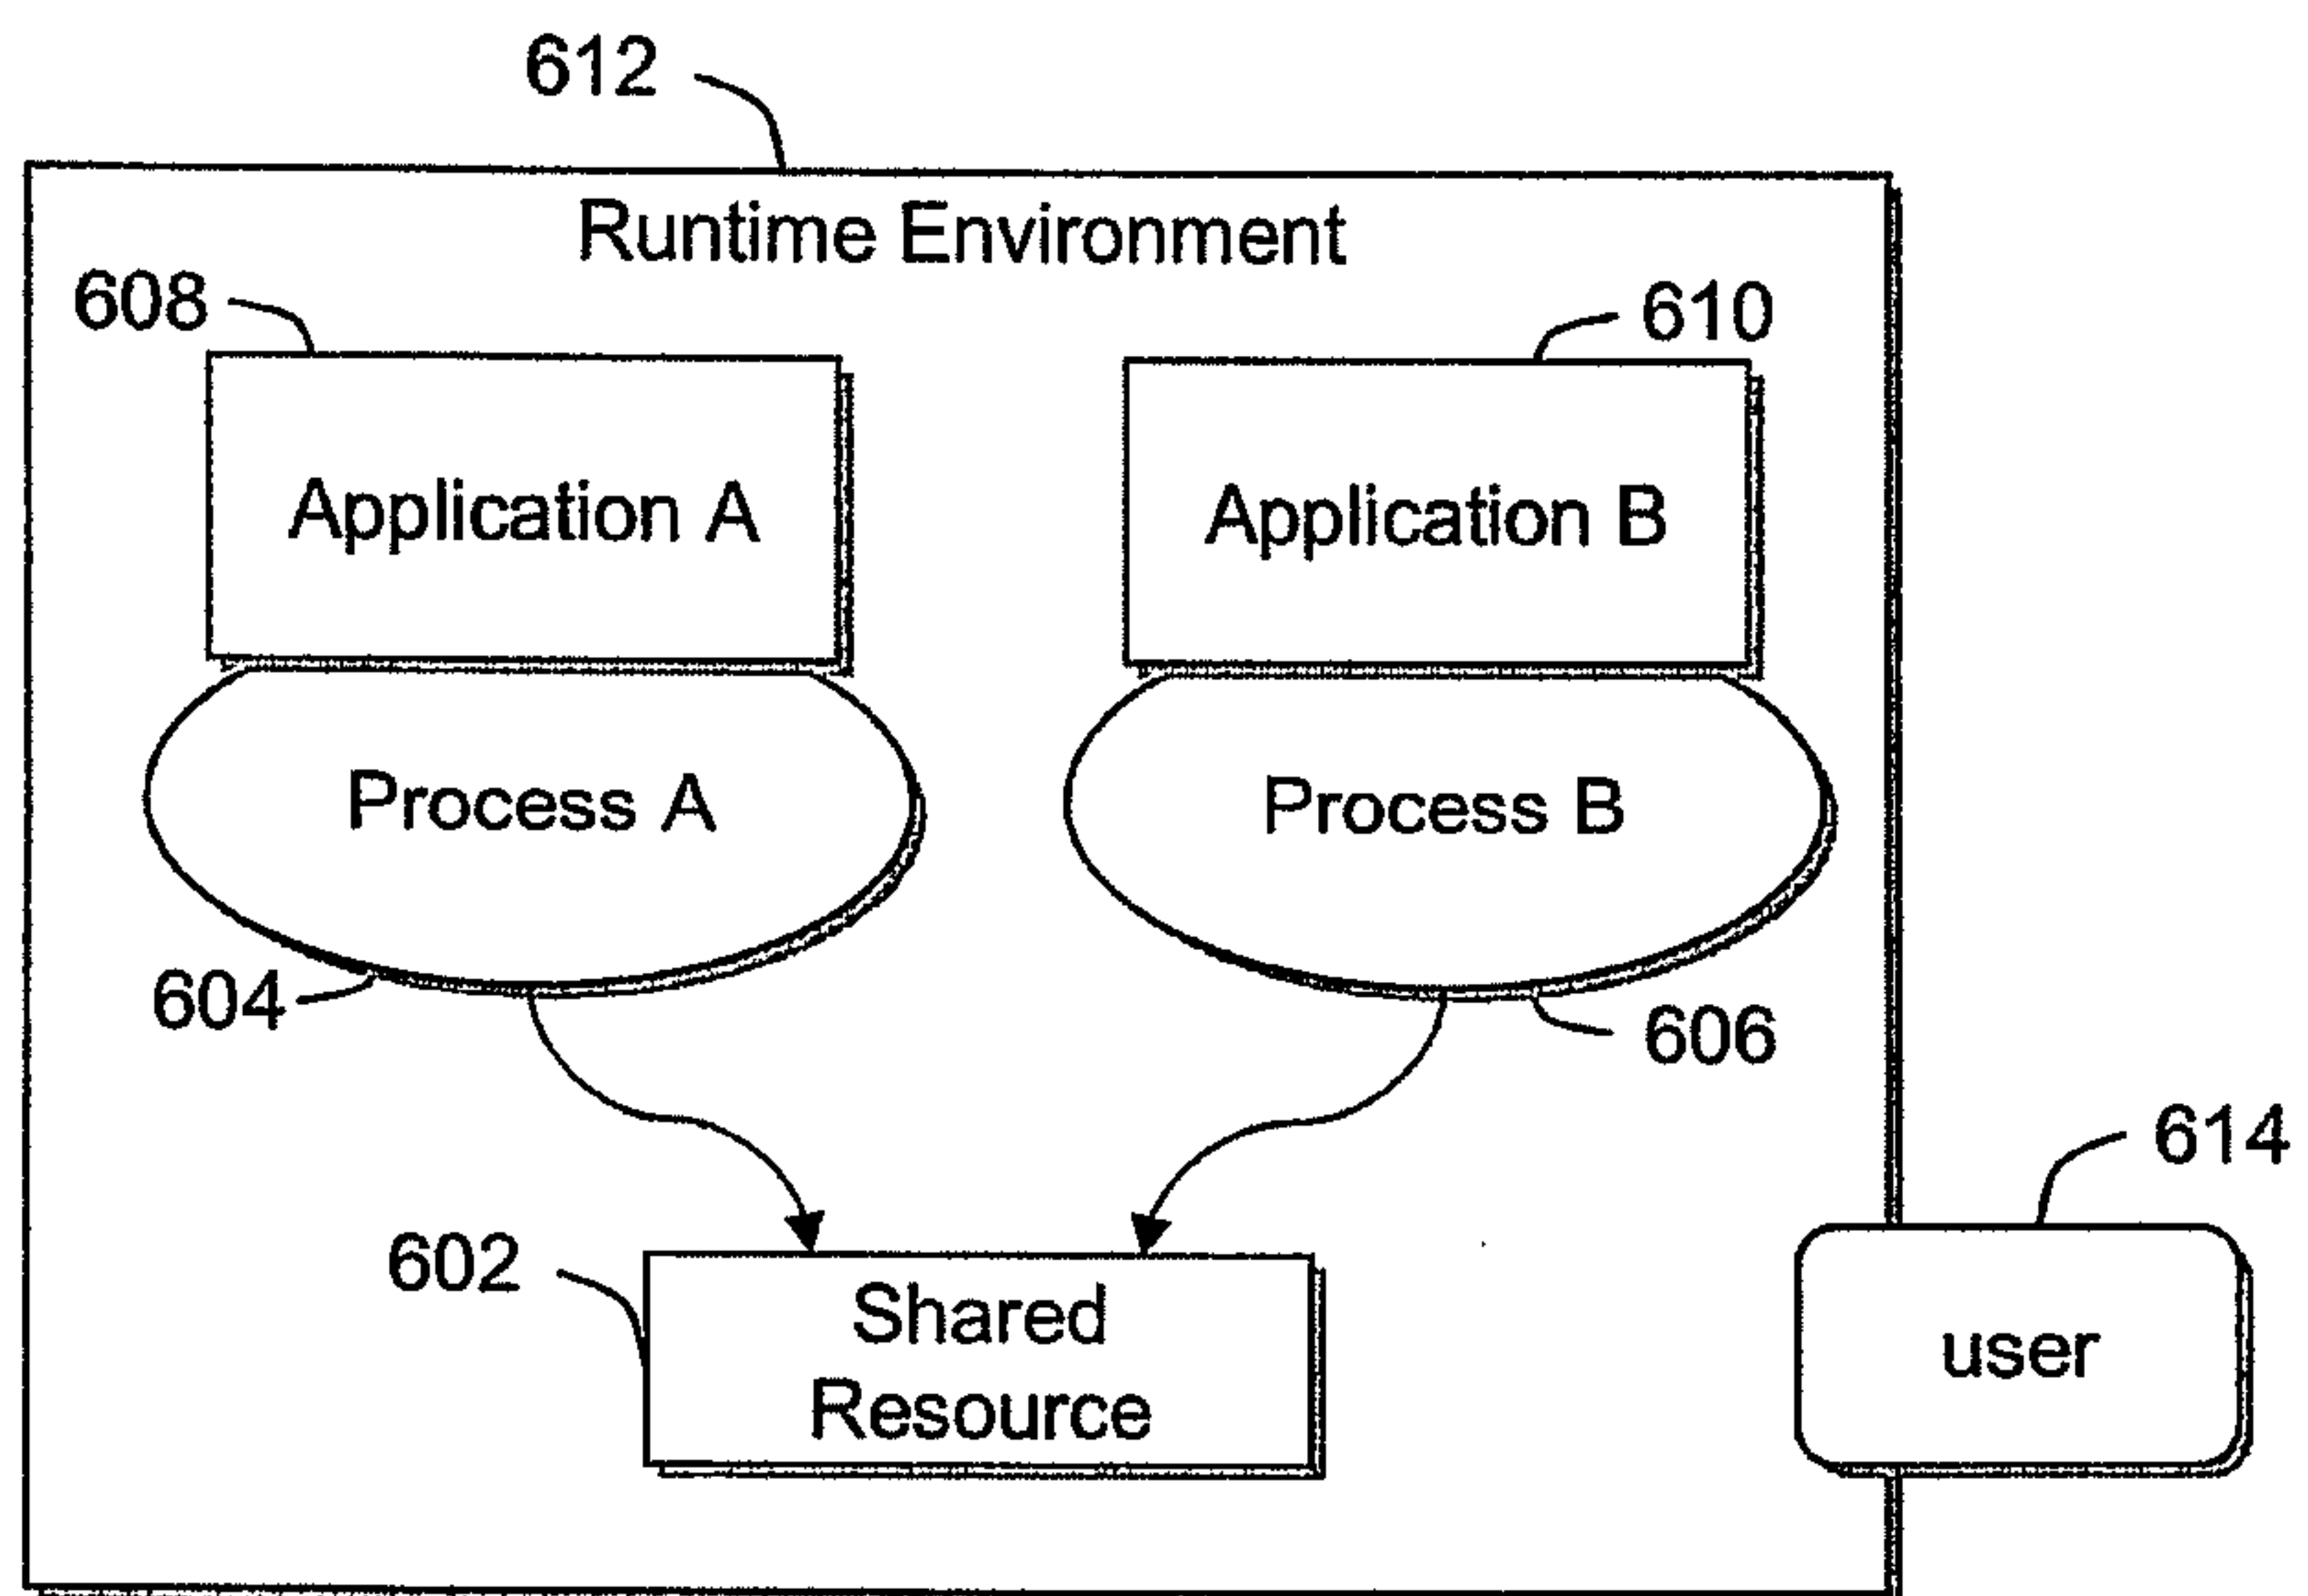 612
Runtime Environment
608
610
Application A
Application B
Process A
Process B
604
606
614
602
Shared
Resource
user